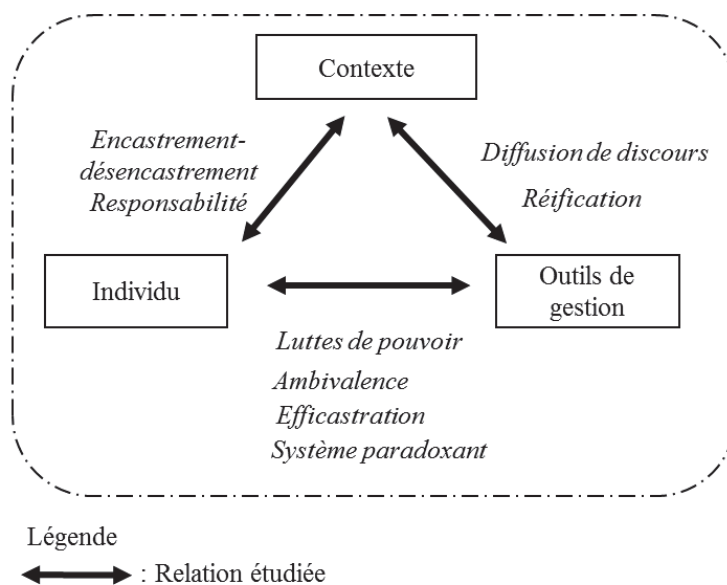 Contexte
Encastrement-
désencastrement
Responsabilité
Diffusion de discours
Réification
Individu
Outils de
gestion
Luttes de pouvoir
Ambivalence
Efficastration
Système paradoxant
Légende
: Relation étudiée